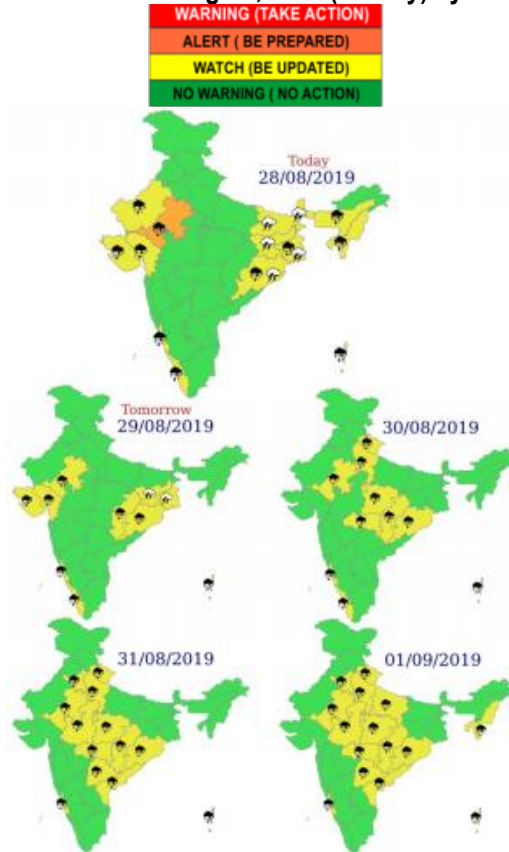 WARNING (TAKE ACTION)
ALERT ( BE PREPARED)
WATCH (BE UPDATED)
NO WARNING ( NO ACTION)
Today
28/08/2019
Tomorrow
29/08/2019
30/08/2019
31/08/2019
01/09/2019